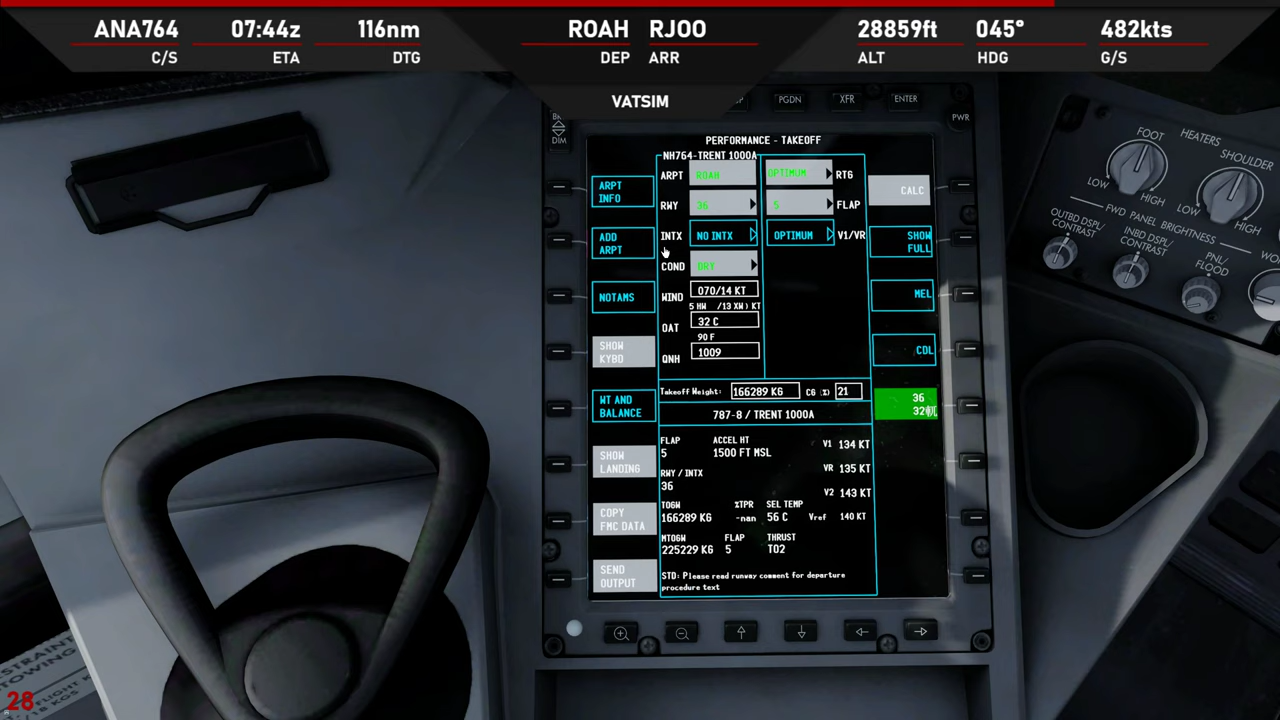 ANA764 07:44z 116nm ROAH RJOO 28859ft 045° 482kts
C/S ETA DTG DEP ARR ALT HDG G/S
VATSIM
PGDN XFR ENTER
DIM PWR
PERFORMANCE - TAKEOFF
NH764-TRENT 1000A
ARPT INFO
ARPT ROAH OPTIMUM RTG
CALC
RWY 36 5 FLAP
ADD ARPT
INTX NO INTX OPTIMUM V1/VR
SHOW FULL
COND DRY
NOTAMS
WIND 070/14 KT
MEL
5 HW /13 XW) KT
OAT 32 C
90 F
SHOW KYBD
QNH 1009
CDL
Takeoff Weight: 166289 KG CG (%) 21
WT AND BALANCE
36
787-8 / TRENT 1000A
FLAP ACCEL HT V1 134 KT
5 1500 FT MSL
SHOW LANDING
RWY / INTX VR 135 KT
36
V2 143 KT
TOGW %TPR SEL TEMP
166289 KG -nan 56 C Vref 140 KT
COPY FMC DATA
MTOGW FLAP THRUST
225229 KG 5 TO2
SEND OUTPUT
STD: Please read runway comment for departure
procedure text
FOOT HEATERS SHOULDER
LOW HIGH LOW HIGH
FWD PANEL BRIGHTNESS
OUTBD DSPL/ CONTRAST
INBD DSPL/ CONTRAST
PNL/ FLOOD
28